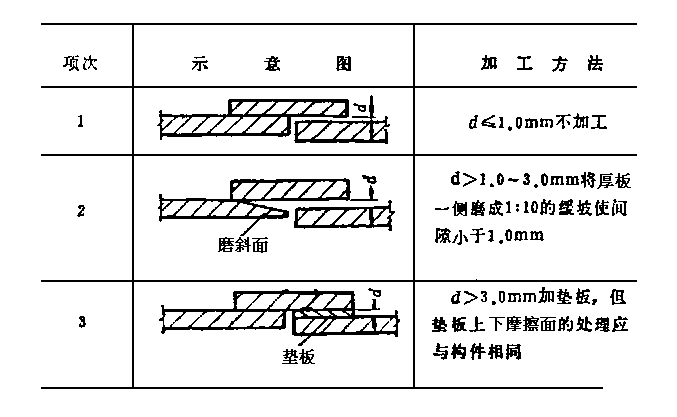 项次 示意图 加工方法
1 d d≤1.0mm不加工
2 d 磨斜面 d>1.0~3.0mm将厚板
一侧磨成1:10的缓坡使间
隙小于1.0mm
3 d 垫板 d>3.0mm加垫板，但
垫板上下摩擦面的处理应
与构件相同